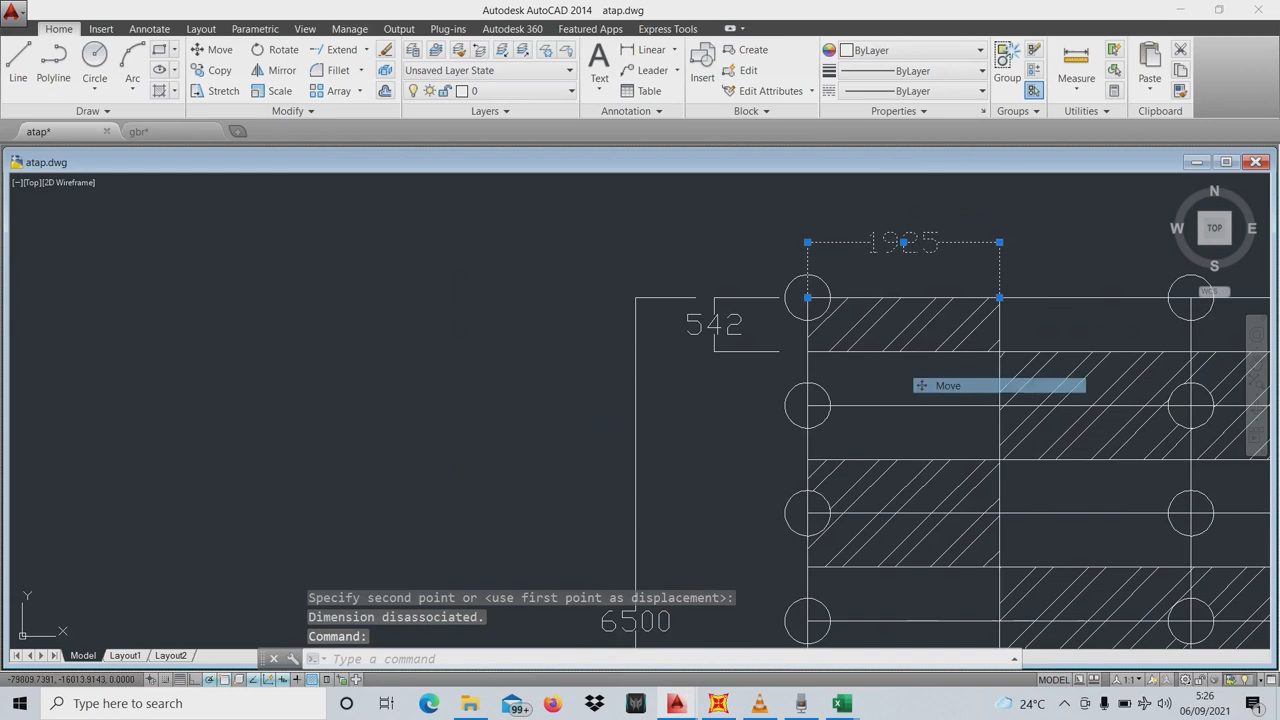 Autodesk AutoCAD 2014 atap.dwg
Home Insert Annotate Layout Parametric View Manage Output Plug-ins Autodesk 360 Featured Apps Express Tools
Line Polyline Circle Arc
Move Rotate Extend
Copy Mirror Fillet
Stretch Scale Array
Unsaved Layer State
0
Text
Linear
Leader
Table
Insert
Create
Edit
Edit Attributes
ByLayer
ByLayer
ByLayer
Group
Measure
Paste
Draw Modify Layers Annotation Block Properties Groups Utilities Clipboard
atap* gbr*
atap.dwg
[−][Top][2D Wireframe]
N
W TOP E
S
WCS
1925
542
Move
6500
Specify second point or <use first point as displacement>:
Dimension disassociated.
Command:
Y
X
Type a command
Model Layout1 Layout2
-79809.7391, -16013.9143, 0.0000
MODEL 1:1
Type here to search
99+
24°C
5:26
06/09/2021